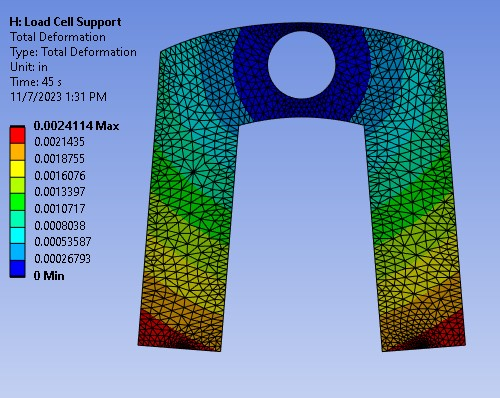 H: Load Cell Support
Total Deformation
Type: Total Deformation
Unit: in
Time: 45 s
11/7/2023 1:31 PM
0.0024114 Max
0.0021435
0.0018755
0.0016076
0.0013397
0.0010717
0.0008038
0.00053587
0.00026793
0 Min